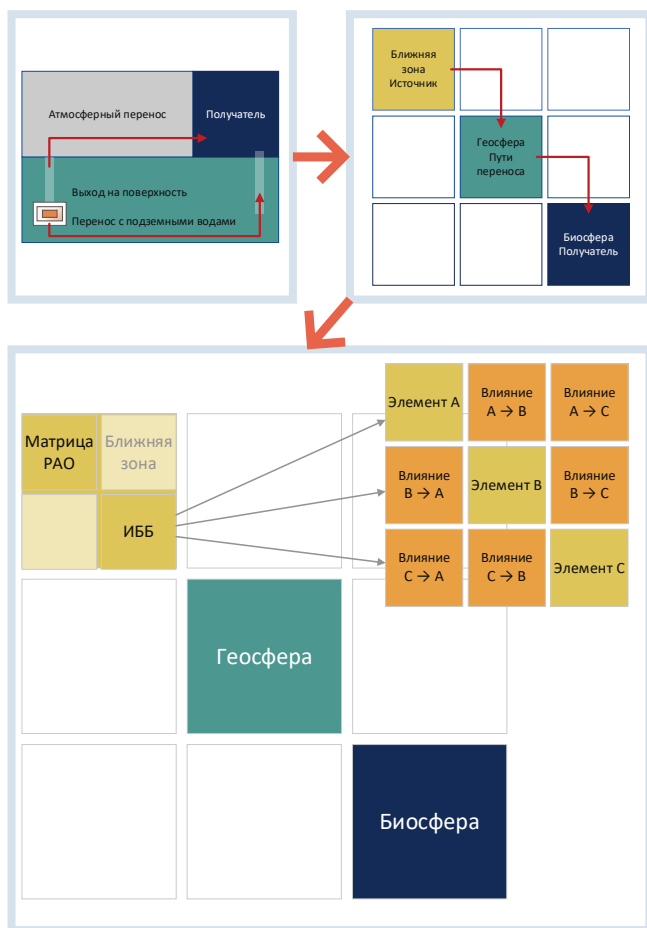 Атмосферный перенос
Получатель
Выход на поверхность
Перенос с подземными водами
Ближняя
зона
Источник
Геосфера
Пути
переноса
Биосфера
Получатель
Матрица
РАО
Ближняя
зона
ИББ
Элемент А
Влияние
А → В
Влияние
А → С
Влияние
В → А
Элемент В
Влияние
В → С
Влияние
С → А
Влияние
С → В
Элемент С
Геосфера
Биосфера